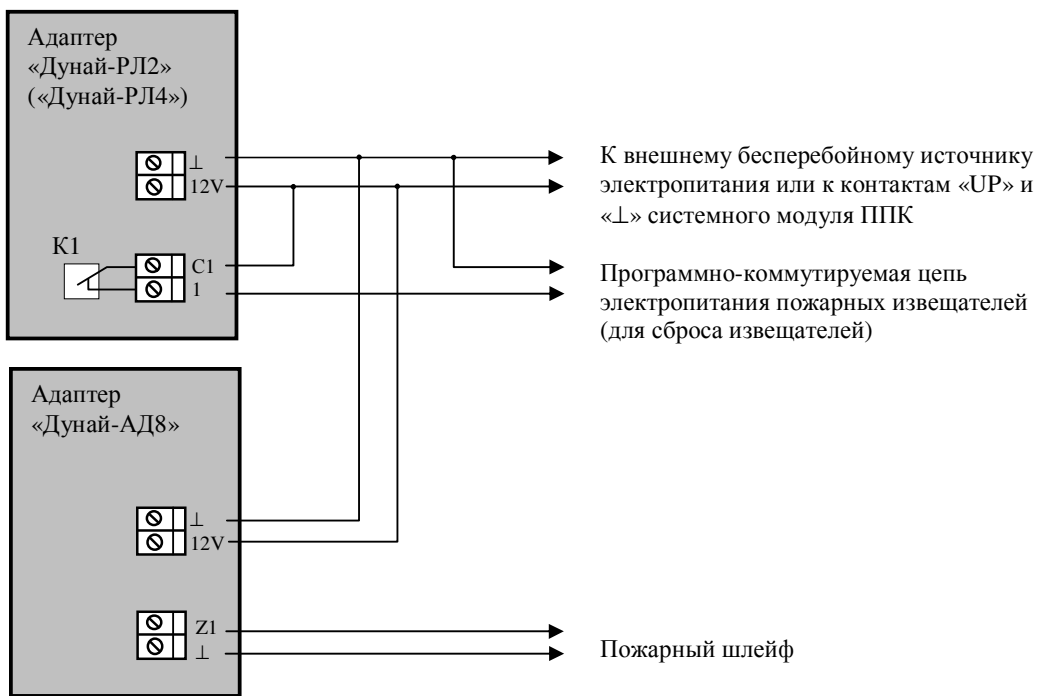 Адаптер
«Дунай-РЛ2»
(«Дунай-РЛ4»)
⊥
12V
К1
С1
1
К внешнему бесперебойному источнику
электропитания или к контактам «UP» и
«⊥» системного модуля ППК
Программно-коммутируемая цепь
электропитания пожарных извещателей
(для сброса извещателей)
Адаптер
«Дунай-АД8»
⊥
12V
Z1
⊥
Пожарный шлейф